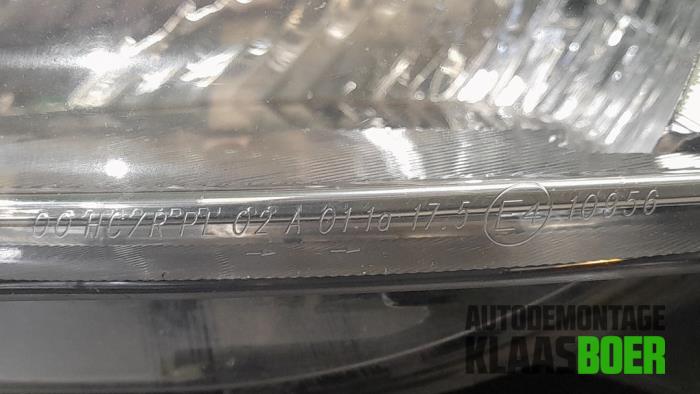 00 HC/R PL 02 A 01 1a 17.5 E4 10956
AUTODEMONTAGE
KLAASBOER